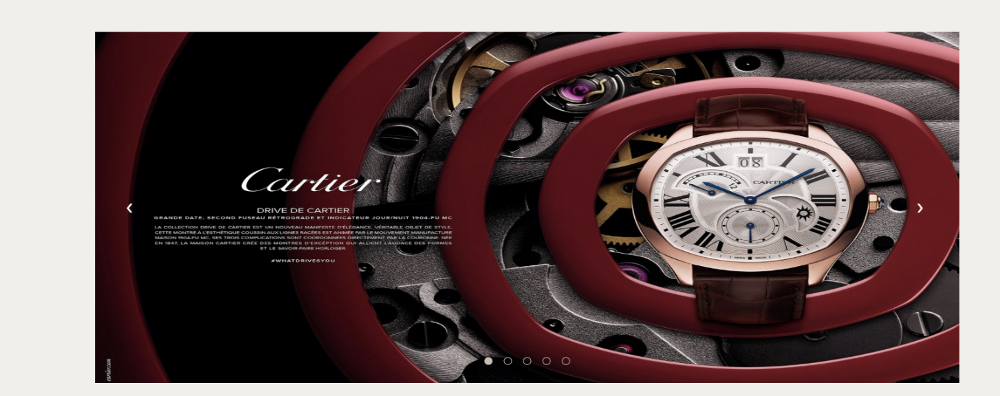 Cartier
DRIVE DE CARTIER
GRANDE DATE, SECOND FUSEAU RÉTROGRADE ET INDICATEUR JOUR/NUIT 1904-FU MC
LA COLLECTION DRIVE DE CARTIER EST UN NOUVEAU MANIFESTE D'ÉLÉGANCE. VÉRITABLE OBJET DE STYLE,
CETTE MONTRE À L'ESTHÉTIQUE COUSSIN AUX LIGNES RACÉES EST ANIMÉE PAR LE MOUVEMENT MANUFACTURE
MAISON 1904-FU MC, SES TROIS COMPLICATIONS SONT COORDONNÉES DIRECTEMENT PAR LA COURONNE. NÉE
EN 1847, LA MAISON CARTIER CRÉE DES MONTRES D'EXCEPTION QUI ALLIENT L'AUDACE DES FORMES
ET LE SAVOIR-FAIRE HORLOGER.
#WHATDRIVESYOU
cartier.com
08
CARTIER
12